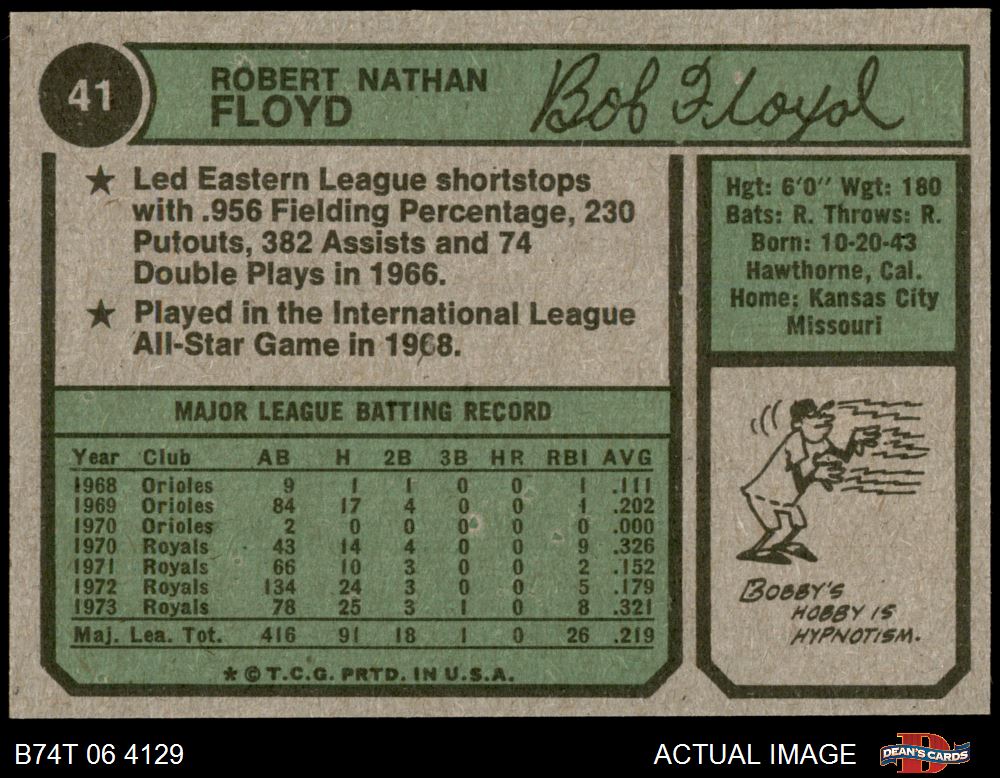 41
ROBERT NATHAN
FLOYD
Bob Floyd
★ Led Eastern League shortstops
with .956 Fielding Percentage, 230
Putouts, 382 Assists and 74
Double Plays in 1966.
★ Played in the International League
All-Star Game in 1968.
Hgt: 6'0" Wgt: 180
Bats: R. Throws: R.
Born: 10-20-43
Hawthorne, Cal.
Home: Kansas City
Missouri
MAJOR LEAGUE BATTING RECORD
Year Club AB H 2B 3B HR RBI AVG
1968 Orioles 9 1 1 0 0 1 .111
1969 Orioles 84 17 4 0 0 1 .202
1970 Orioles 2 0 0 0 0 0 .000
1970 Royals 43 14 4 0 0 9 .326
1971 Royals 66 10 3 0 0 2 .152
1972 Royals 134 24 3 0 0 5 .179
1973 Royals 78 25 3 1 0 8 .321
Maj. Lea. Tot. 416 91 18 1 0 26 .219
* © T.C.G. PRTD. IN U.S.A.
BOBBY'S
HOBBY IS
HYPNOTISM.
B74T 06 4129
ACTUAL IMAGE
DEAN'S CARDS